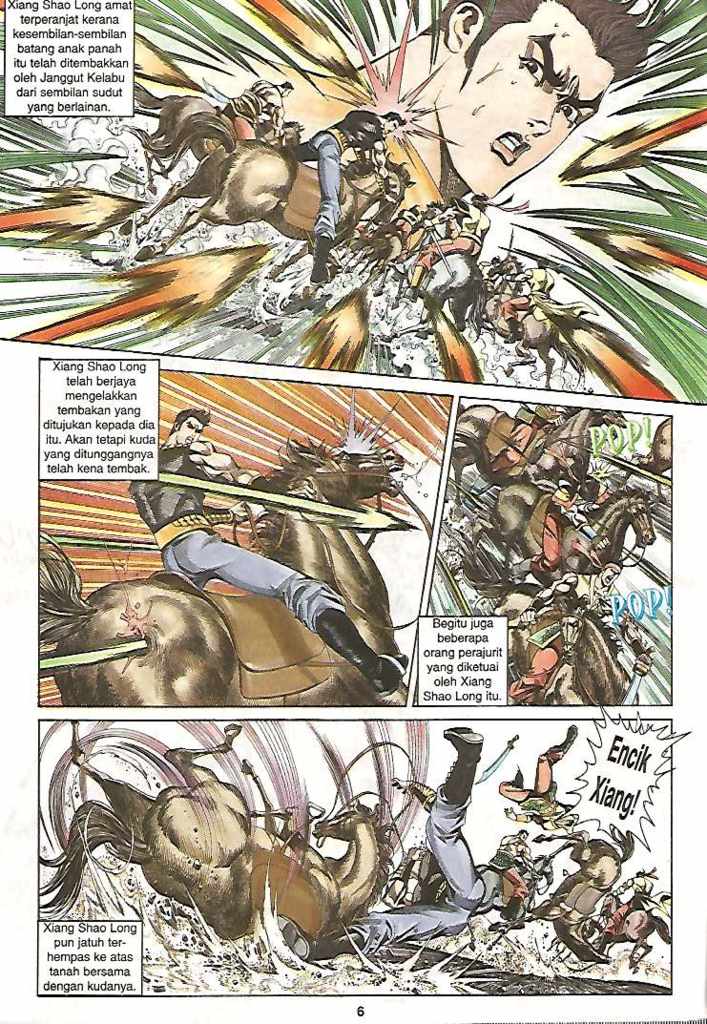 Xiang Shao Long amat
terperanjat kerana
kesembilan-sembilan
batang anak panah
itu telah ditembakkan
oleh Janggut Kelabu
dari sembilan sudut
yang berlainan.
Xiang Shao Long
telah berjaya
mengelakkan
tembakan yang
ditujukan kepada dia
itu. Akan tetapi kuda
yang ditunggangnya
telah kena tembak.
POP!
POP!
Begitu juga
beberapa
orang perajurit
yang diketuai
oleh Xiang
Shao Long itu.
Encik
Xiang!
Xiang Shao Long
pun jatuh ter-
hempas ke atas
tanah bersama
dengan kudanya.
6